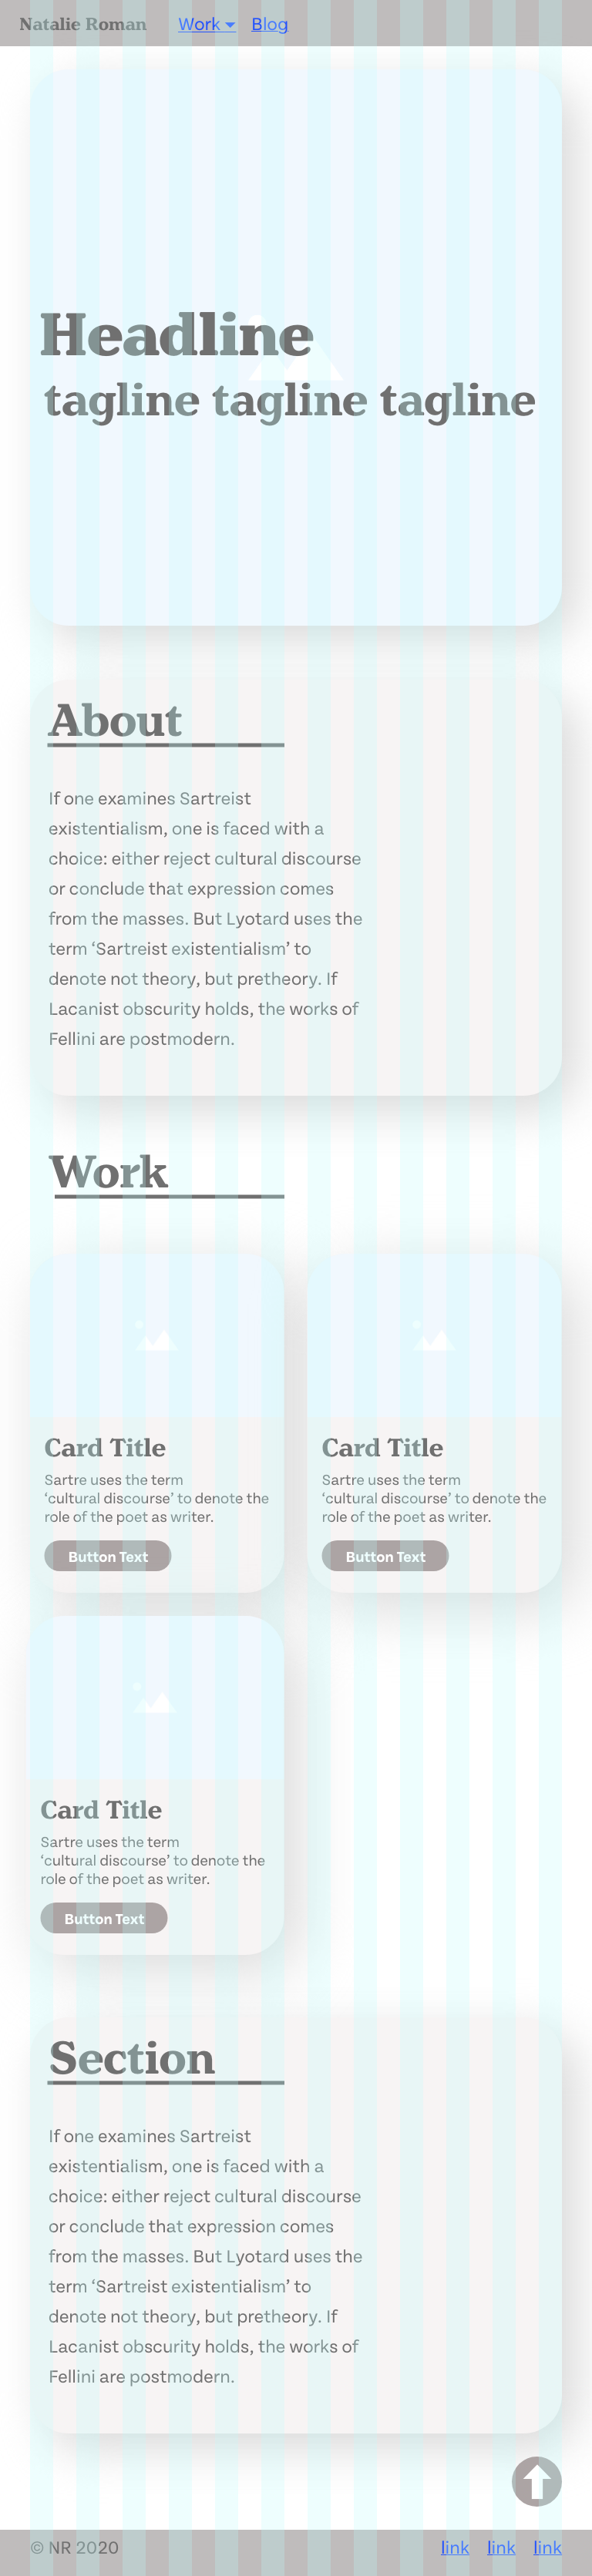 Natalie Roman Work Blog
Headline
tagline tagline tagline
About
If one examines Sartreist
existentialism, one is faced with a
choice: either reject cultural discourse
or conclude that expression comes
from the masses. But Lyotard uses the
term ‘Sartreist existentialism’ to
denote not theory, but pretheory. If
Lacanist obscurity holds, the works of
Fellini are postmodern.
Work
Card Title
Sartre uses the term
‘cultural discourse’ to denote the
role of the poet as writer.
Button Text
Card Title
Sartre uses the term
‘cultural discourse’ to denote the
role of the poet as writer.
Button Text
Card Title
Sartre uses the term
‘cultural discourse’ to denote the
role of the poet as writer.
Button Text
Section
If one examines Sartreist
existentialism, one is faced with a
choice: either reject cultural discourse
or conclude that expression comes
from the masses. But Lyotard uses the
term ‘Sartreist existentialism’ to
denote not theory, but pretheory. If
Lacanist obscurity holds, the works of
Fellini are postmodern.
© NR 2020 link link link